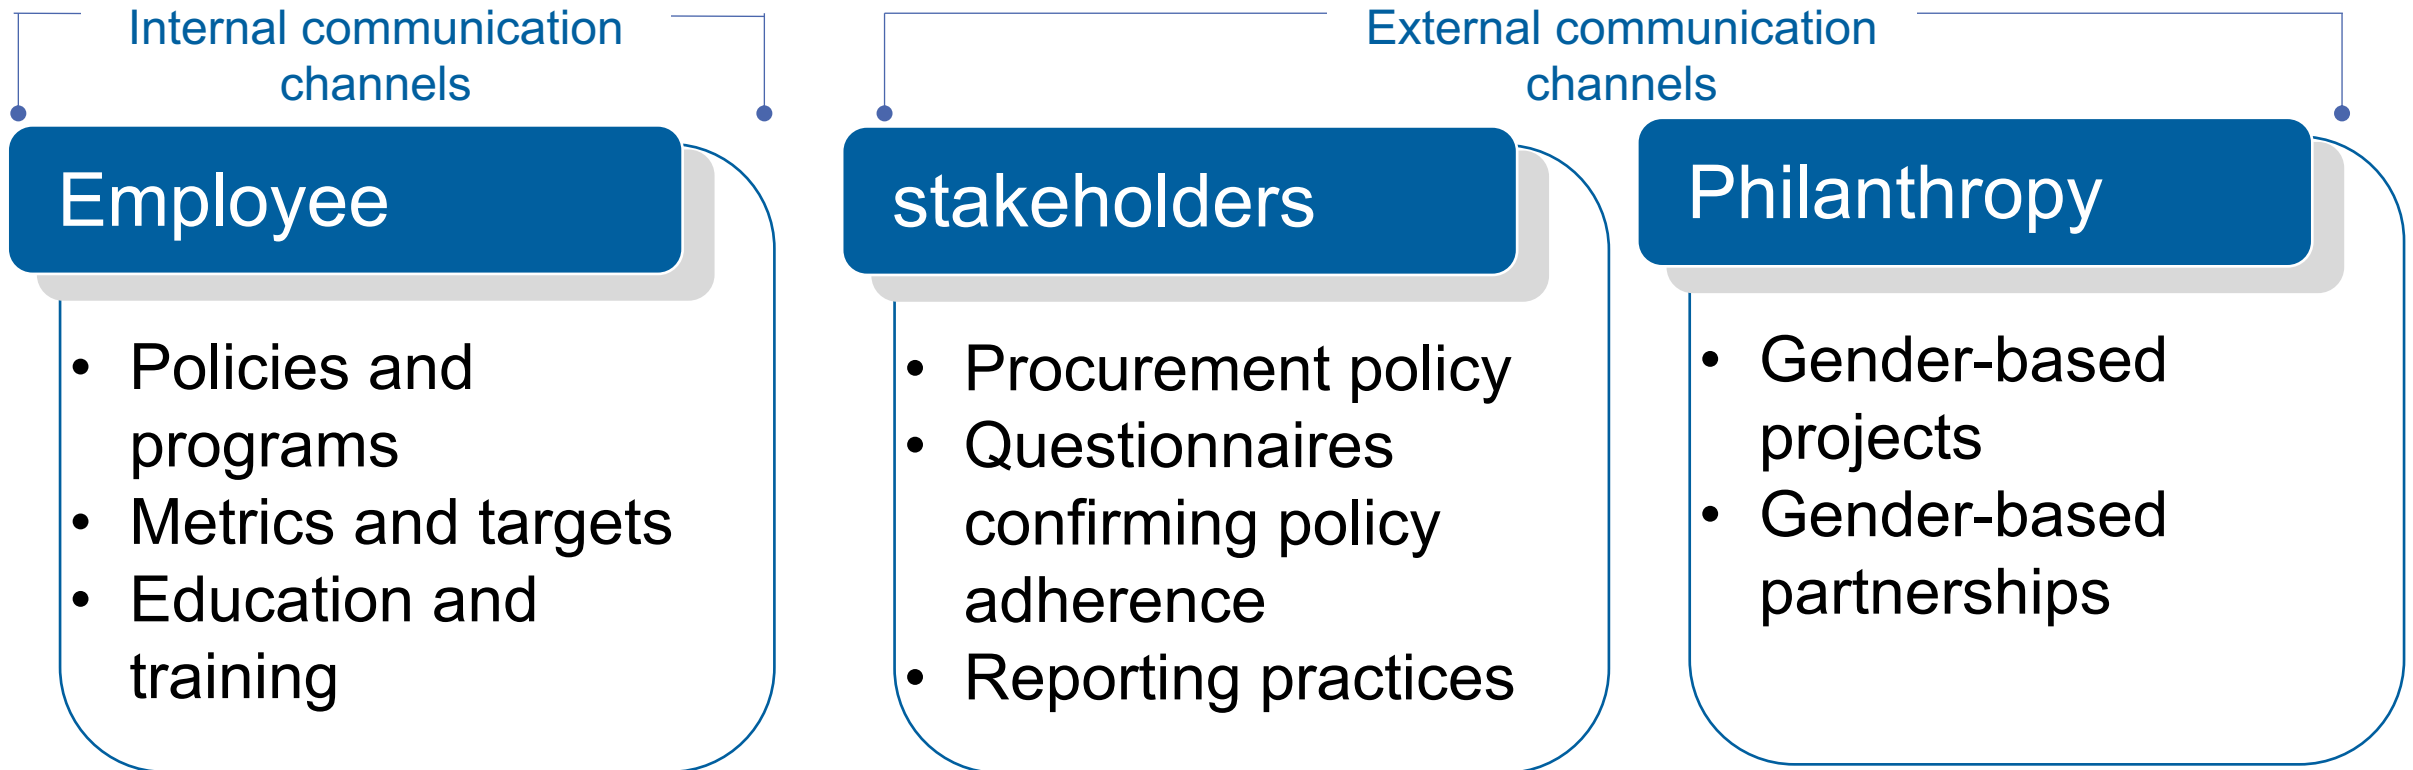 Internal communication
channels
External communication
channels
Employee
• Policies and
programs
• Metrics and targets
• Education and
training
stakeholders
• Procurement policy
• Questionnaires
confirming policy
adherence
• Reporting practices
Philanthropy
• Gender-based
projects
• Gender-based
partnerships